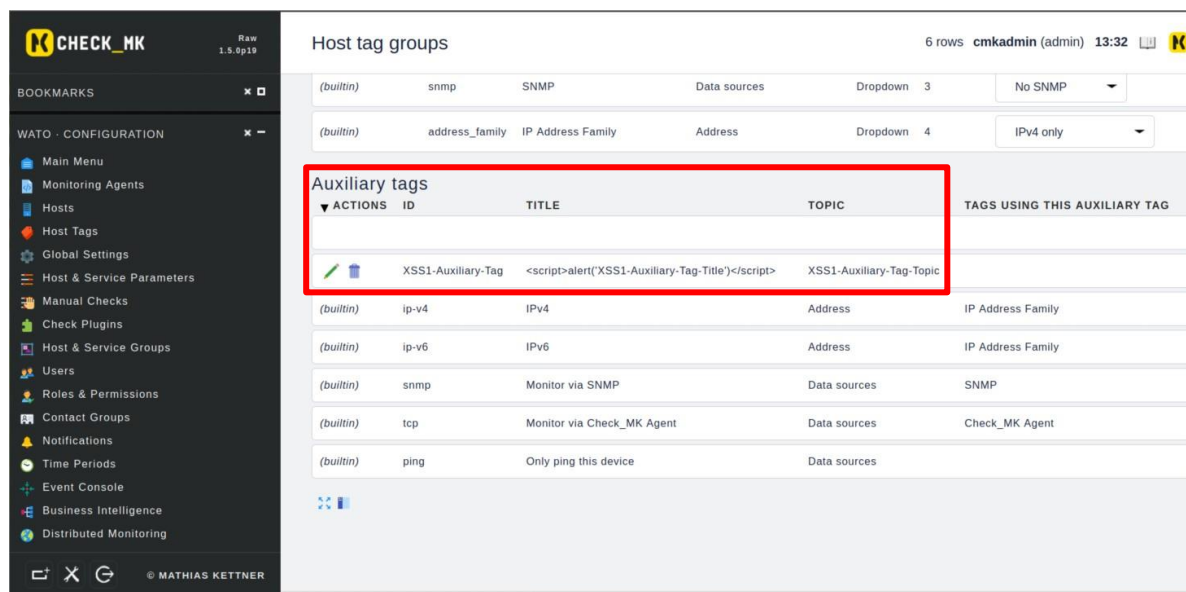 CHECK_MK
Raw
1.5.0p19
Host tag groups
6 rows cmkadmin (admin) 13:32
BOOKMARKS
(builtin) snmp SNMP Data sources Dropdown 3 No SNMP
(builtin) address_family IP Address Family Address Dropdown 4 IPv4 only
WATO · CONFIGURATION
Main Menu
Monitoring Agents
Hosts
Host Tags
Global Settings
Host & Service Parameters
Manual Checks
Check Plugins
Host & Service Groups
Users
Roles & Permissions
Contact Groups
Notifications
Time Periods
Event Console
Business Intelligence
Distributed Monitoring
© MATHIAS KETTNER
Auxiliary tags
ACTIONS ID TITLE TOPIC TAGS USING THIS AUXILIARY TAG
XSS1-Auxiliary-Tag <script>alert('XSS1-Auxiliary-Tag-Title')</script> XSS1-Auxiliary-Tag-Topic
(builtin) ip-v4 IPv4 Address IP Address Family
(builtin) ip-v6 IPv6 Address IP Address Family
(builtin) snmp Monitor via SNMP Data sources SNMP
(builtin) tcp Monitor via Check_MK Agent Data sources Check_MK Agent
(builtin) ping Only ping this device Data sources